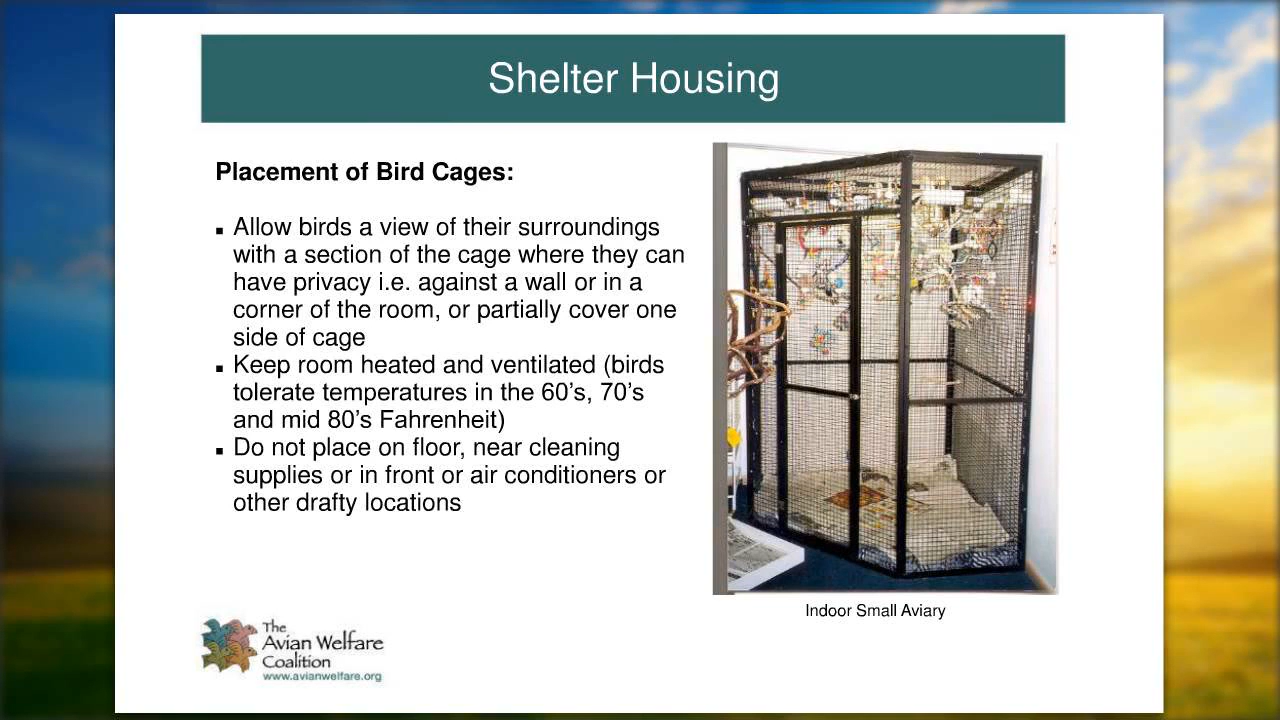 Shelter Housing
Placement of Bird Cages:
▪ Allow birds a view of their surroundings
with a section of the cage where they can
have privacy i.e. against a wall or in a
corner of the room, or partially cover one
side of cage
▪ Keep room heated and ventilated (birds
tolerate temperatures in the 60’s, 70’s
and mid 80’s Fahrenheit)
▪ Do not place on floor, near cleaning
supplies or in front or air conditioners or
other drafty locations
Indoor Small Aviary
The
Avian Welfare
Coalition
www.avianwelfare.org